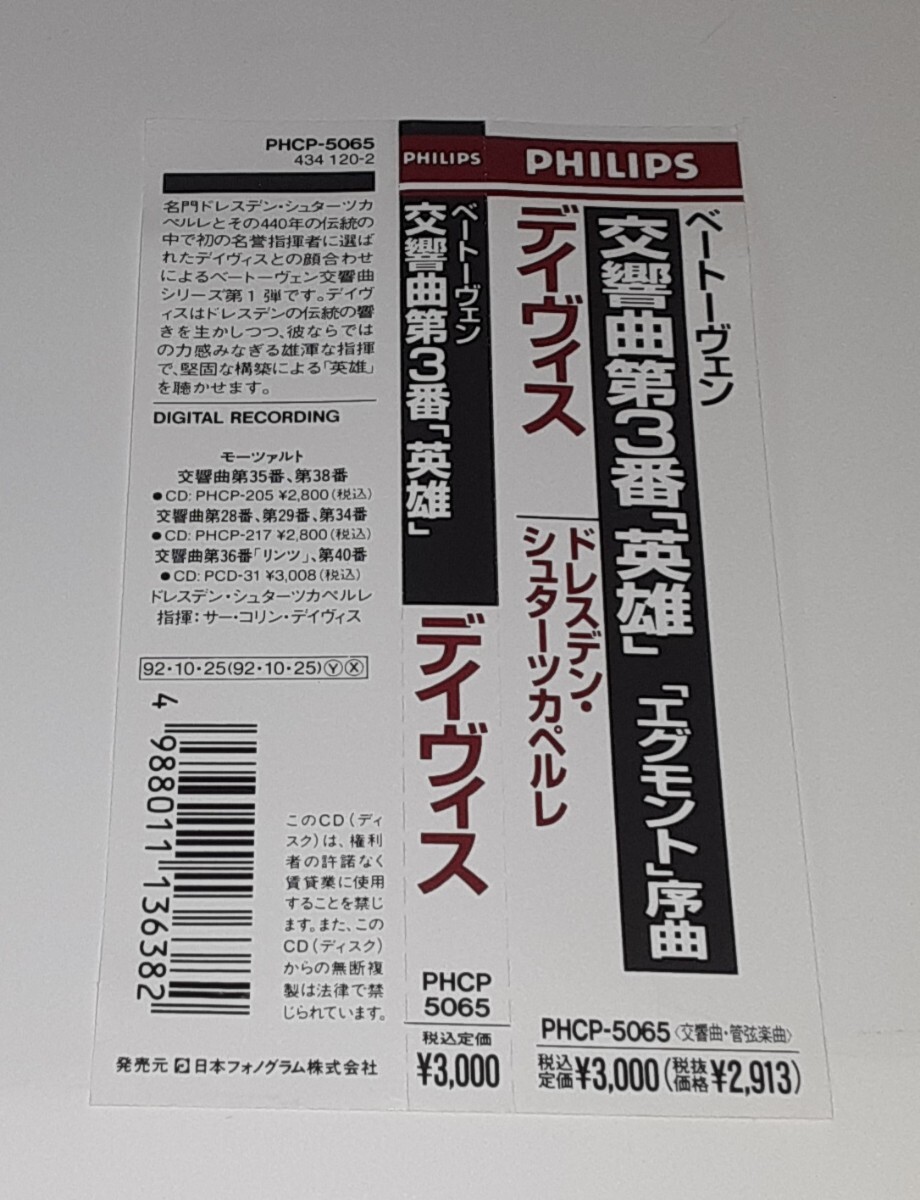 PHCP-5065
434 120-2
名門ドレスデン・シュターツカ
ペルレとその440年の伝統の
中で初の名誉指揮者に選ば
れたデイヴィスとの顔合わせ
によるベートーヴェン交響曲
シリーズ第1弾です。デイヴ
ィスはドレスデンの伝統の響
きを生かしつつ、彼ならでは
の力感みなぎる雄渾な指揮
で、堅固な構築による「英雄」
を聴かせます。
DIGITAL RECORDING
モーツァルト
交響曲第35番、第38番
●CD: PHCP-205 ¥2,800(税込)
交響曲第28番、第29番、第34番
●CD: PHCP-217 ¥2,800(税込)
交響曲第36番「リンツ」、第40番
●CD: PCD-31 ¥3,008(税込)
ドレスデン・シュターツカペルレ
指揮:サー・コリン・デイヴィス
92・10・25(92・10・25)ⓎⓍ
4 988011 136382
このCD(ディ
スク)は、権利
者の許諾なく
賃貸業に使用
することを禁じ
ます。また、この
CD(ディスク)
からの無断複
製は法律で禁
じられています。
発売元 日本フォノグラム株式会社
PHILIPS
ベートーヴェン
交響曲第3番「英雄」
デイヴィス
PHCP
5065
税込定価
¥3,000
PHILIPS
ベートーヴェン
交響曲第3番「英雄」 「エグモント」序曲
デイヴィス
ドレスデン・
シュターツカペルレ
PHCP-5065〈交響曲・管弦楽曲〉
税込定価¥3,000(税抜価格¥2,913)